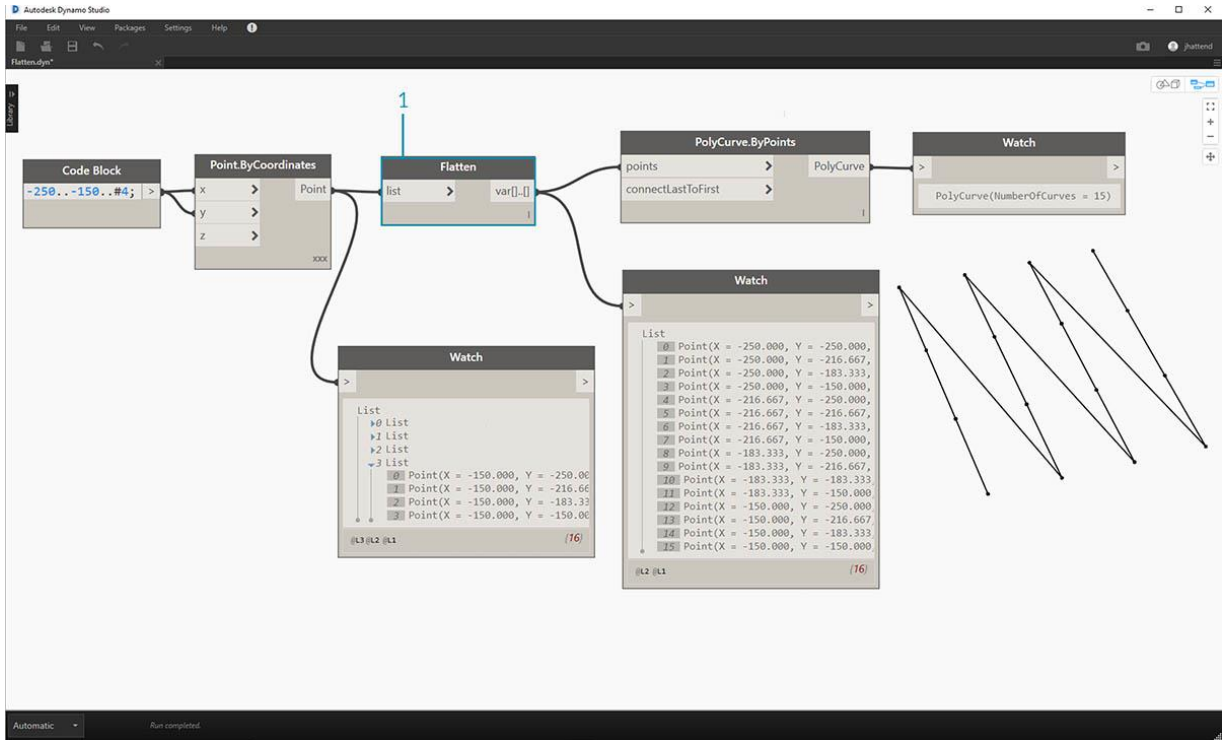 Autodesk Dynamo Studio
File Edit View Packages Settings Help !
jhattend
Flatten.dyn*
Library
1
Code Block
-250..-150..#4; >
Point.ByCoordinates
x > Point
y >
z >
xxx
Flatten
list > var[]..[]
PolyCurve.ByPoints
points > PolyCurve
connectLastToFirst >
Watch
> >
PolyCurve(NumberOfCurves = 15)
Watch
> >
List
0 List
1 List
2 List
3 List
0 Point(X = -150.000, Y = -250.00
1 Point(X = -150.000, Y = -216.66
2 Point(X = -150.000, Y = -183.33
3 Point(X = -150.000, Y = -150.00
@L3 @L2 @L1 {16}
Watch
> >
List
0 Point(X = -250.000, Y = -250.000,
1 Point(X = -250.000, Y = -216.667,
2 Point(X = -250.000, Y = -183.333,
3 Point(X = -250.000, Y = -150.000,
4 Point(X = -216.667, Y = -250.000,
5 Point(X = -216.667, Y = -216.667,
6 Point(X = -216.667, Y = -183.333,
7 Point(X = -216.667, Y = -150.000,
8 Point(X = -183.333, Y = -250.000,
9 Point(X = -183.333, Y = -216.667,
10 Point(X = -183.333, Y = -183.333,
11 Point(X = -183.333, Y = -150.000,
12 Point(X = -150.000, Y = -250.000,
13 Point(X = -150.000, Y = -216.667,
14 Point(X = -150.000, Y = -183.333,
15 Point(X = -150.000, Y = -150.000,
@L2 @L1 {16}
Automatic Run completed.